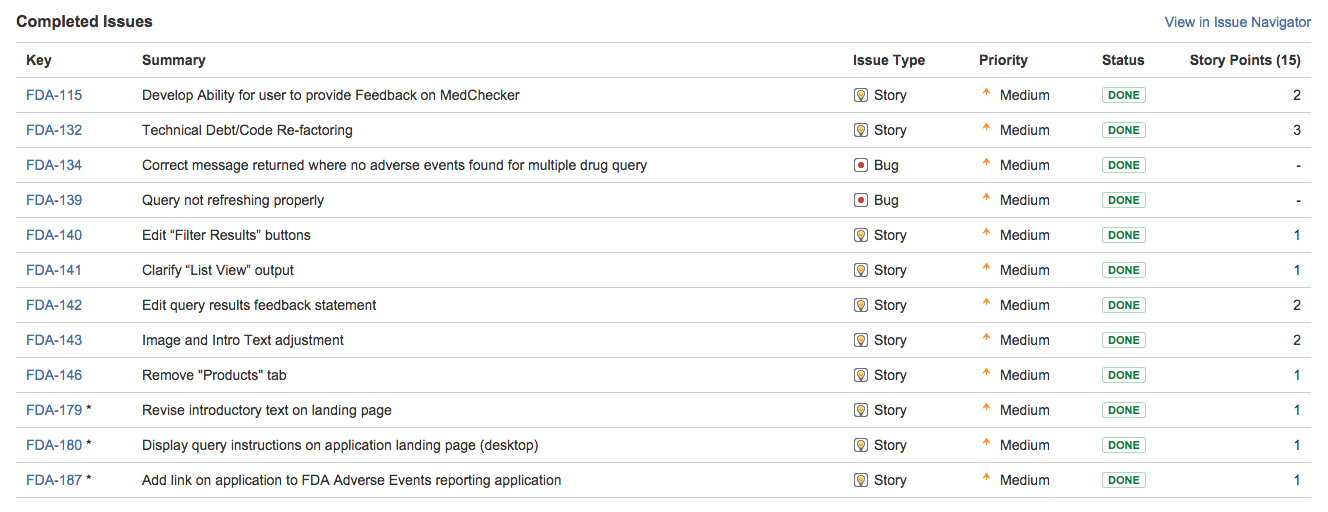 Completed Issues View in Issue Navigator
Key Summary Issue Type Priority Status Story Points (15)
FDA-115 Develop Ability for user to provide Feedback on MedChecker Story Medium DONE 2
FDA-132 Technical Debt/Code Re-factoring Story Medium DONE 3
FDA-134 Correct message returned where no adverse events found for multiple drug query Bug Medium DONE -
FDA-139 Query not refreshing properly Bug Medium DONE -
FDA-140 Edit “Filter Results” buttons Story Medium DONE 1
FDA-141 Clarify “List View” output Story Medium DONE 1
FDA-142 Edit query results feedback statement Story Medium DONE 2
FDA-143 Image and Intro Text adjustment Story Medium DONE 2
FDA-146 Remove "Products" tab Story Medium DONE 1
FDA-179 * Revise introductory text on landing page Story Medium DONE 1
FDA-180 * Display query instructions on application landing page (desktop) Story Medium DONE 1
FDA-187 * Add link on application to FDA Adverse Events reporting application Story Medium DONE 1